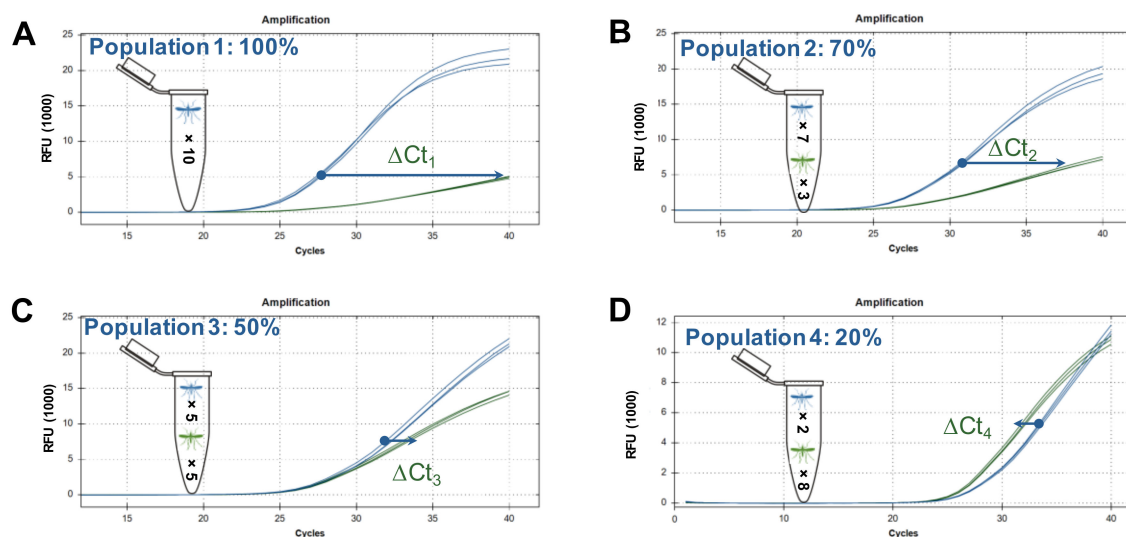 A
Amplification
Population 1: 100%
RFU (1000)
25
20
15
10
5
0
× 10
ΔCt1
15
20
25
30
35
40
Cycles
B
Amplification
Population 2: 70%
RFU (1000)
25
20
15
10
5
0
× 7
× 3
ΔCt2
15
20
25
30
35
40
Cycles
C
Amplification
Population 3: 50%
RFU (1000)
25
20
15
10
5
0
× 5
× 5
ΔCt3
15
20
25
30
35
40
Cycles
D
Amplification
Population 4: 20%
RFU (1000)
12
10
8
6
4
2
0
× 2
× 8
ΔCt4
0
10
20
30
40
Cycles